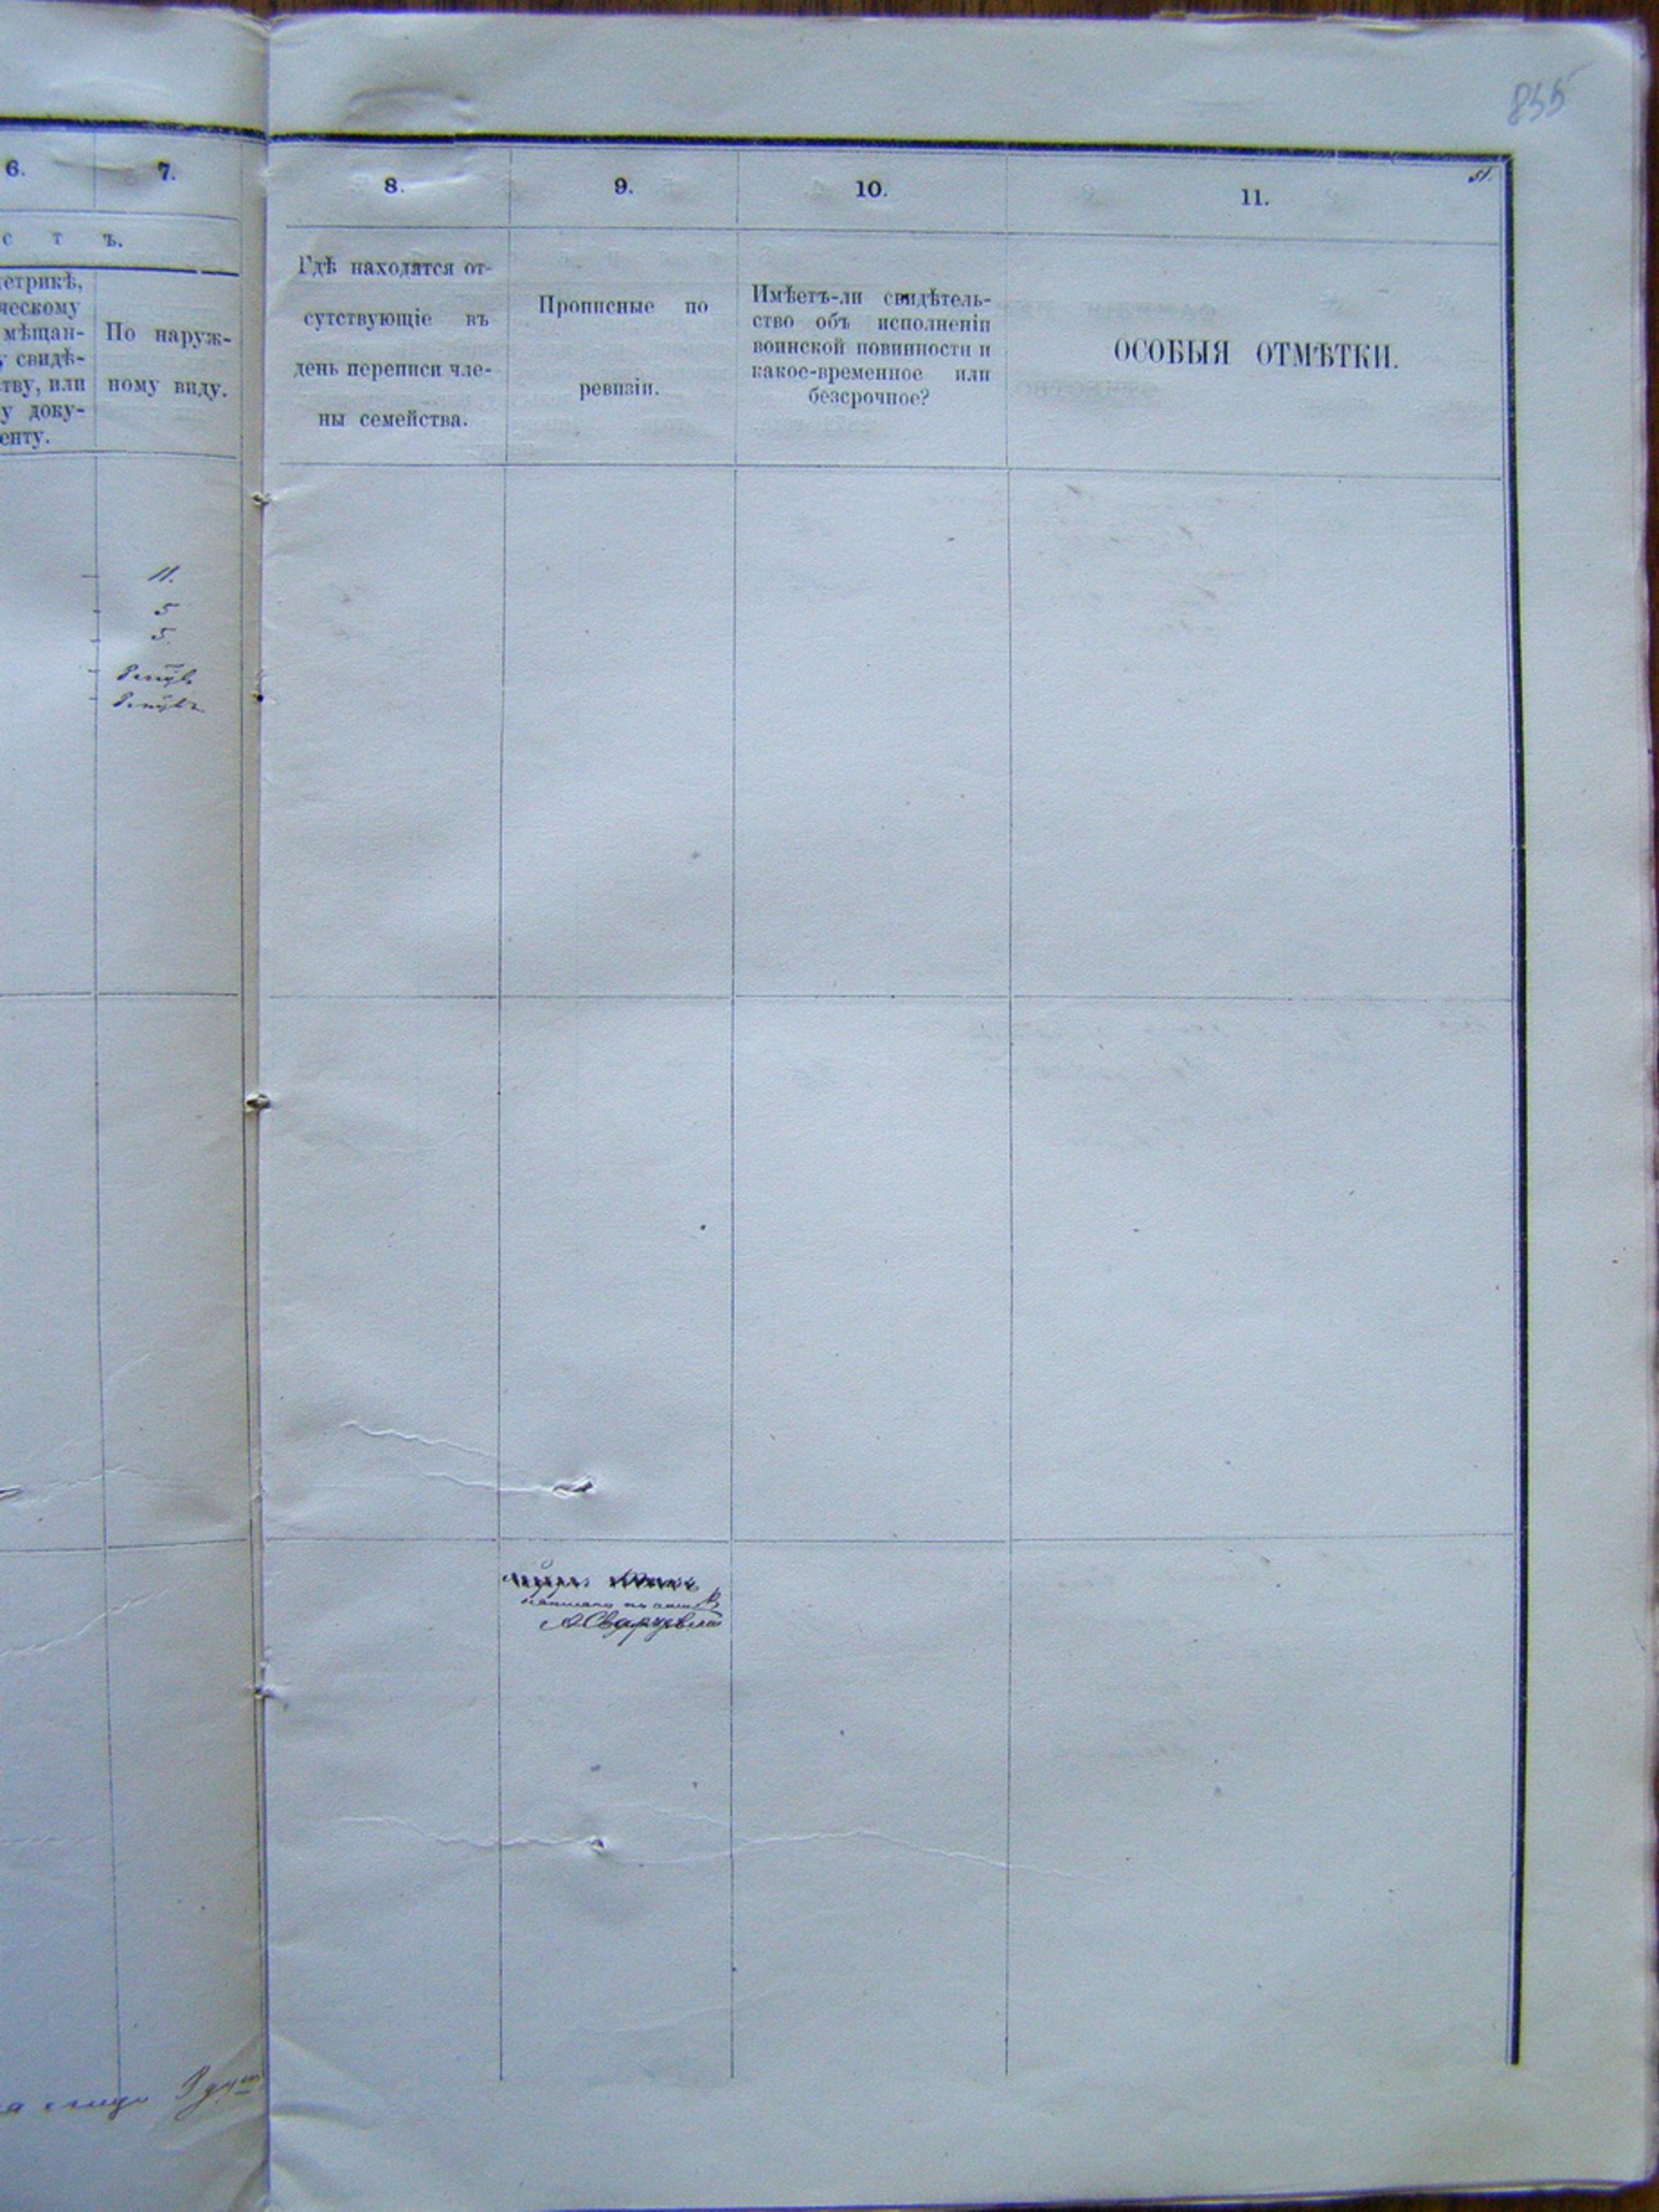 855
6.
7.
8.
9.
10.
11.
51.
с т ъ.
етрикѣ,
ческому
мѣщан-
у свидѣ-
тву, или
у доку-
енту.
По наруж-
ному виду.
Гдѣ находятся от-
сутствующіе въ
день переписи чле-
ны семейства.
Прописные по
ревизіи.
Имѣетъ-ли свидѣтель-
ство объ исполненіи
воинской повинности и
какое-временное или
безсрочное?
ОСОБЫЯ ОТМѢТКИ.
11.
5
5.